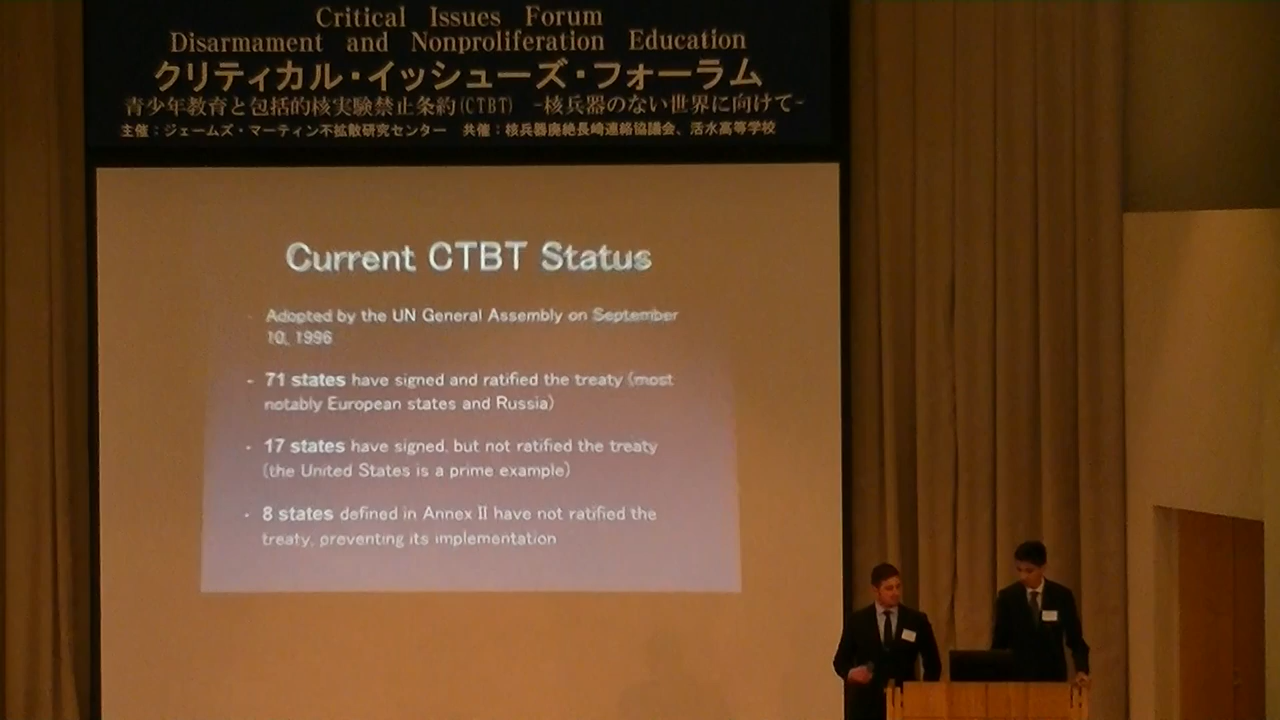 Critical Issues Forum
Disarmament and Nonproliferation Education
クリティカル・イッシューズ・フォーラム
青少年教育と包括的核実験禁止条約(CTBT) -核兵器のない世界に向けて-
主催：ジェームズ・マーティン不拡散研究センター 共催：核兵器廃絶長崎連絡協議会、活水高等学校
Current CTBT Status
Adopted by the UN General Assembly on September
10, 1996
- 71 states have signed and ratified the treaty (most
notably European states and Russia)
- 17 states have signed, but not ratified the treaty
(the United States is a prime example)
- 8 states defined in Annex II have not ratified the
treaty, preventing its implementation